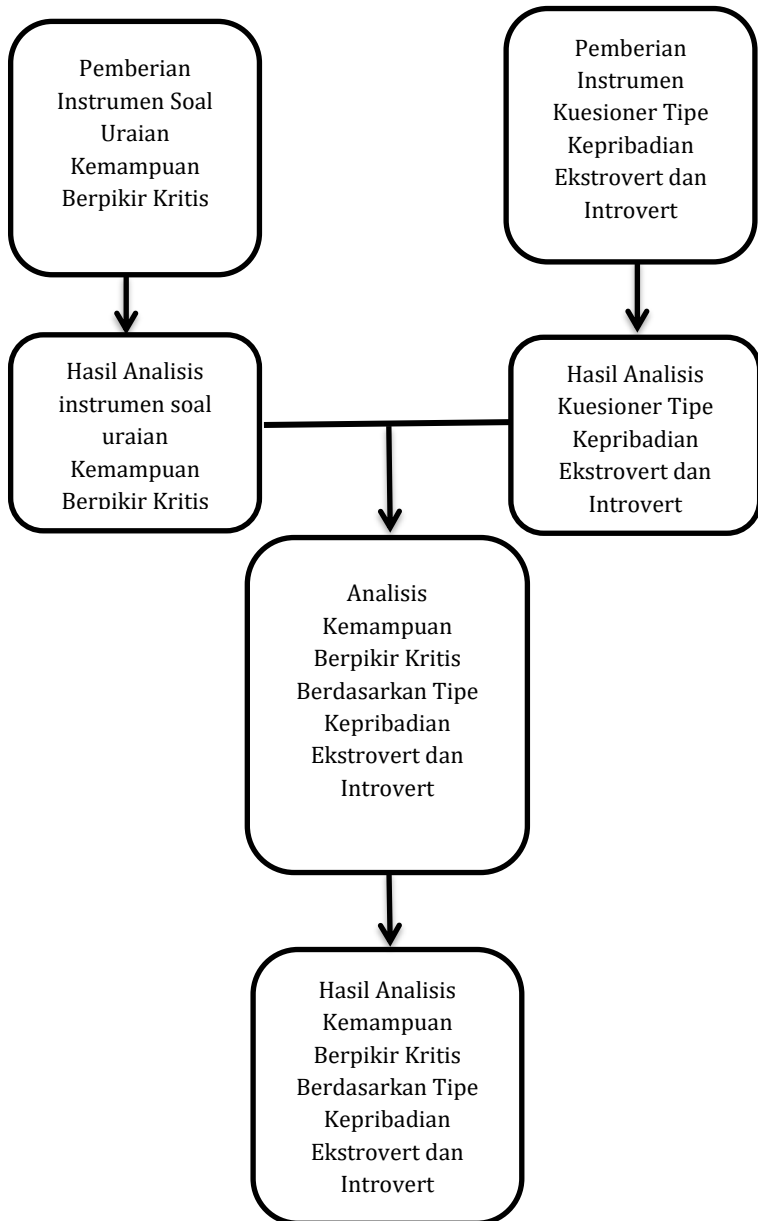 Pemberian
Instrumen Soal
Uraian
Kemampuan
Berpikir Kritis
Pemberian
Instrumen
Kuesioner Tipe
Kepribadian
Ekstrovert dan
Introvert
Hasil Analisis
instrumen soal
uraian
Kemampuan
Berpikir Kritis
Hasil Analisis
Kuesioner Tipe
Kepribadian
Ekstrovert dan
Introvert
Analisis
Kemampuan
Berpikir Kritis
Berdasarkan Tipe
Kepribadian
Ekstrovert dan
Introvert
Hasil Analisis
Kemampuan
Berpikir Kritis
Berdasarkan Tipe
Kepribadian
Ekstrovert dan
Introvert